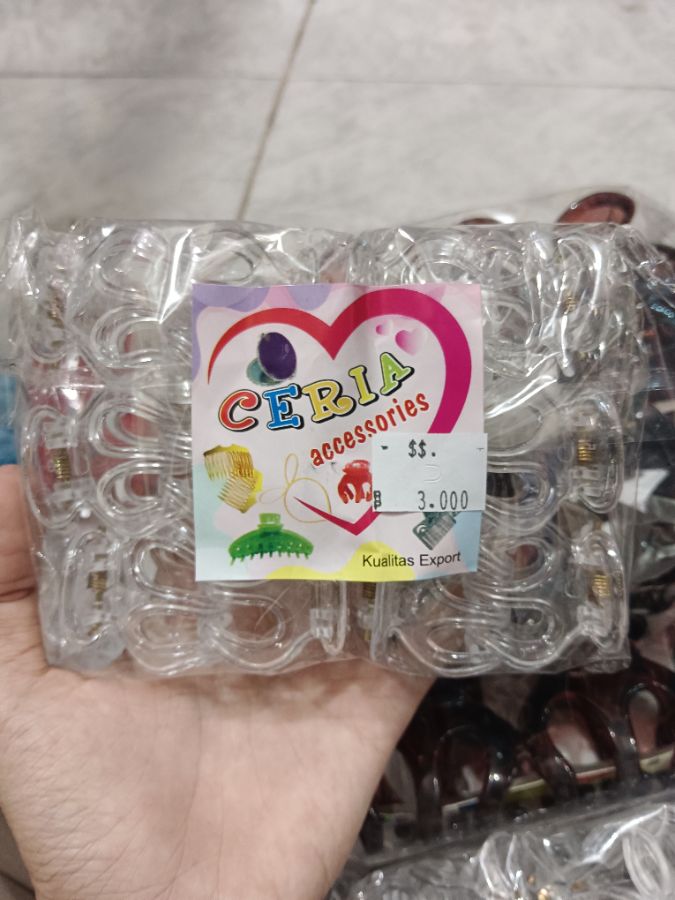 CERIA
accessories
$$.
3.000
Kualitas Export